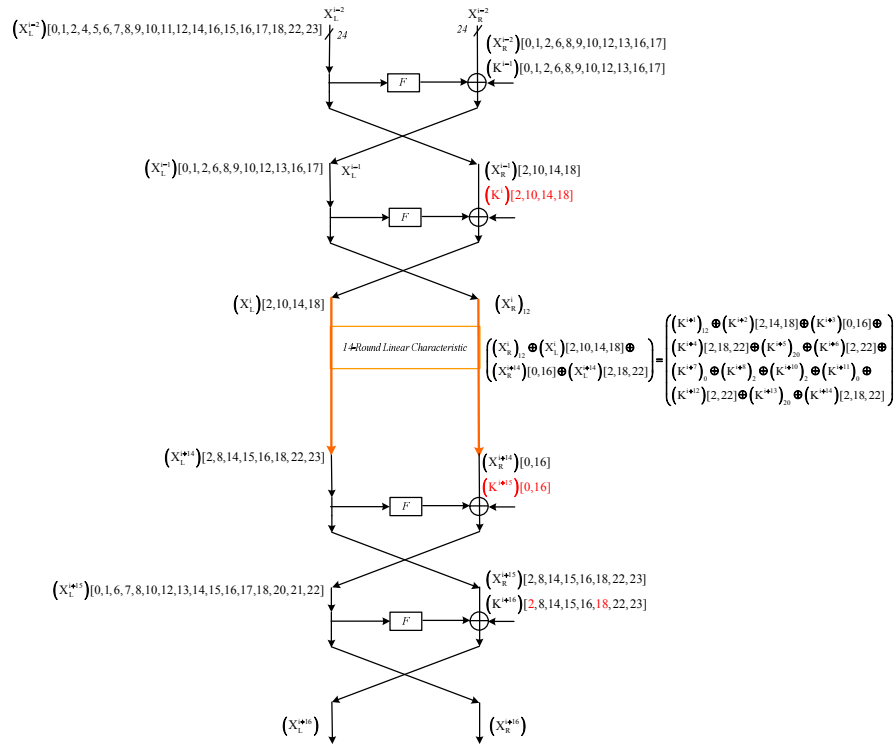 X_L^{i-2} X_R^{i-2}
(X_L^{i-2})[0,1,2,4,5,6,7,8,9,10,11,12,14,16,15,16,17,18,22,23] 24 24
(X_R^{i-2})[0,1,2,6,8,9,10,12,13,16,17]
(K^{i-1})[0,1,2,6,8,9,10,12,13,16,17]
F
(X_L^{i-1})[0,1,2,6,8,9,10,12,13,16,17] X_L^{i-1} (X_R^{i-1})[2,10,14,18]
(K^i)[2,10,14,18]
F
(X_L^i)[2,10,14,18] (X_R^i)_{12}
14-Round Linear Characteristic
((X_R^i)_{12}⊕(X_L^i)[2,10,14,18]⊕
(X_R^{i+14})[0,16]⊕(X_L^{i+14})[2,18,22])
=
((K^{i+1})_{12}⊕(K^{i+2})[2,14,18]⊕(K^{i+3})[0,16]⊕
(K^{i+4})[2,18,22]⊕(K^{i+5})_{20}⊕(K^{i+6})[2,22]⊕
(K^{i+7})_0⊕(K^{i+8})_2⊕(K^{i+10})_2⊕(K^{i+11})_0⊕
(K^{i+12})[2,22]⊕(K^{i+13})_{20}⊕(K^{i+14})[2,18,22])
(X_L^{i+14})[2,8,14,15,16,18,22,23] (X_R^{i+14})[0,16]
(K^{i+15})[0,16]
F
(X_L^{i+15})[0,1,6,7,8,10,12,13,14,15,16,17,18,20,21,22] (X_R^{i+15})[2,8,14,15,16,18,22,23]
(K^{i+16})[2,8,14,15,16,18,22,23]
F
(X_L^{i+16}) (X_R^{i+16})